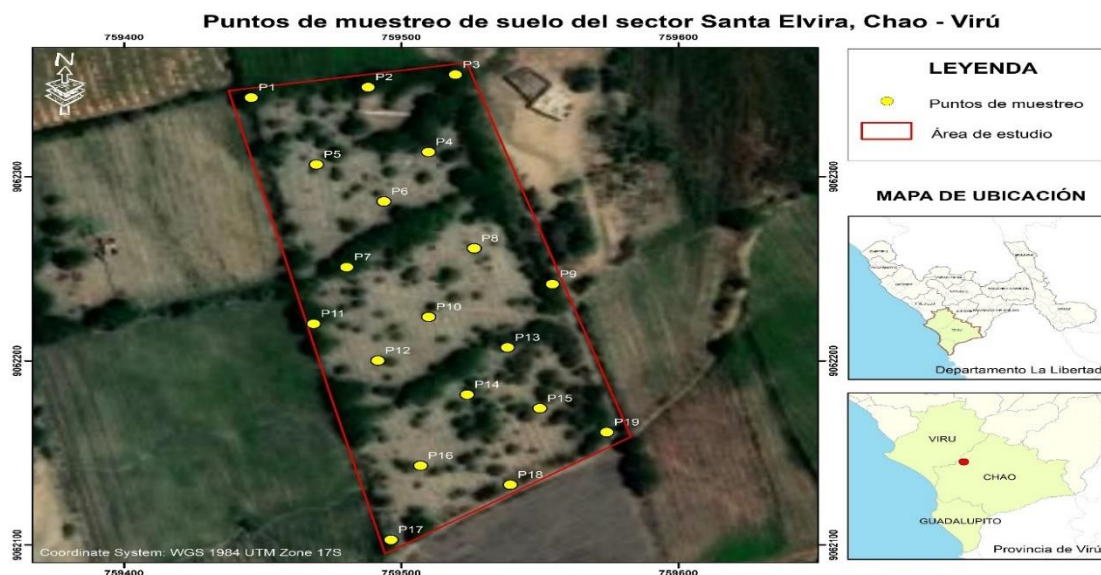 Puntos de muestreo de suelo del sector Santa Elvira, Chao - Virú
759400 759500 759600
N
P1
P2
P3
P4
P5
P6
P7
P8
P9
P10
P11
P12
P13
P14
P15
P16
P17
P18
P19
9062300
9062200
9062100
9062300
9062200
9062100
Coordinate System: WGS 1984 UTM Zone 17S
759400 759500 759600
LEYENDA
Puntos de muestreo
Área de estudio
MAPA DE UBICACIÓN
Departamento La Libertad
VIRU
CHAO
GUADALUPITO
Provincia de Virú